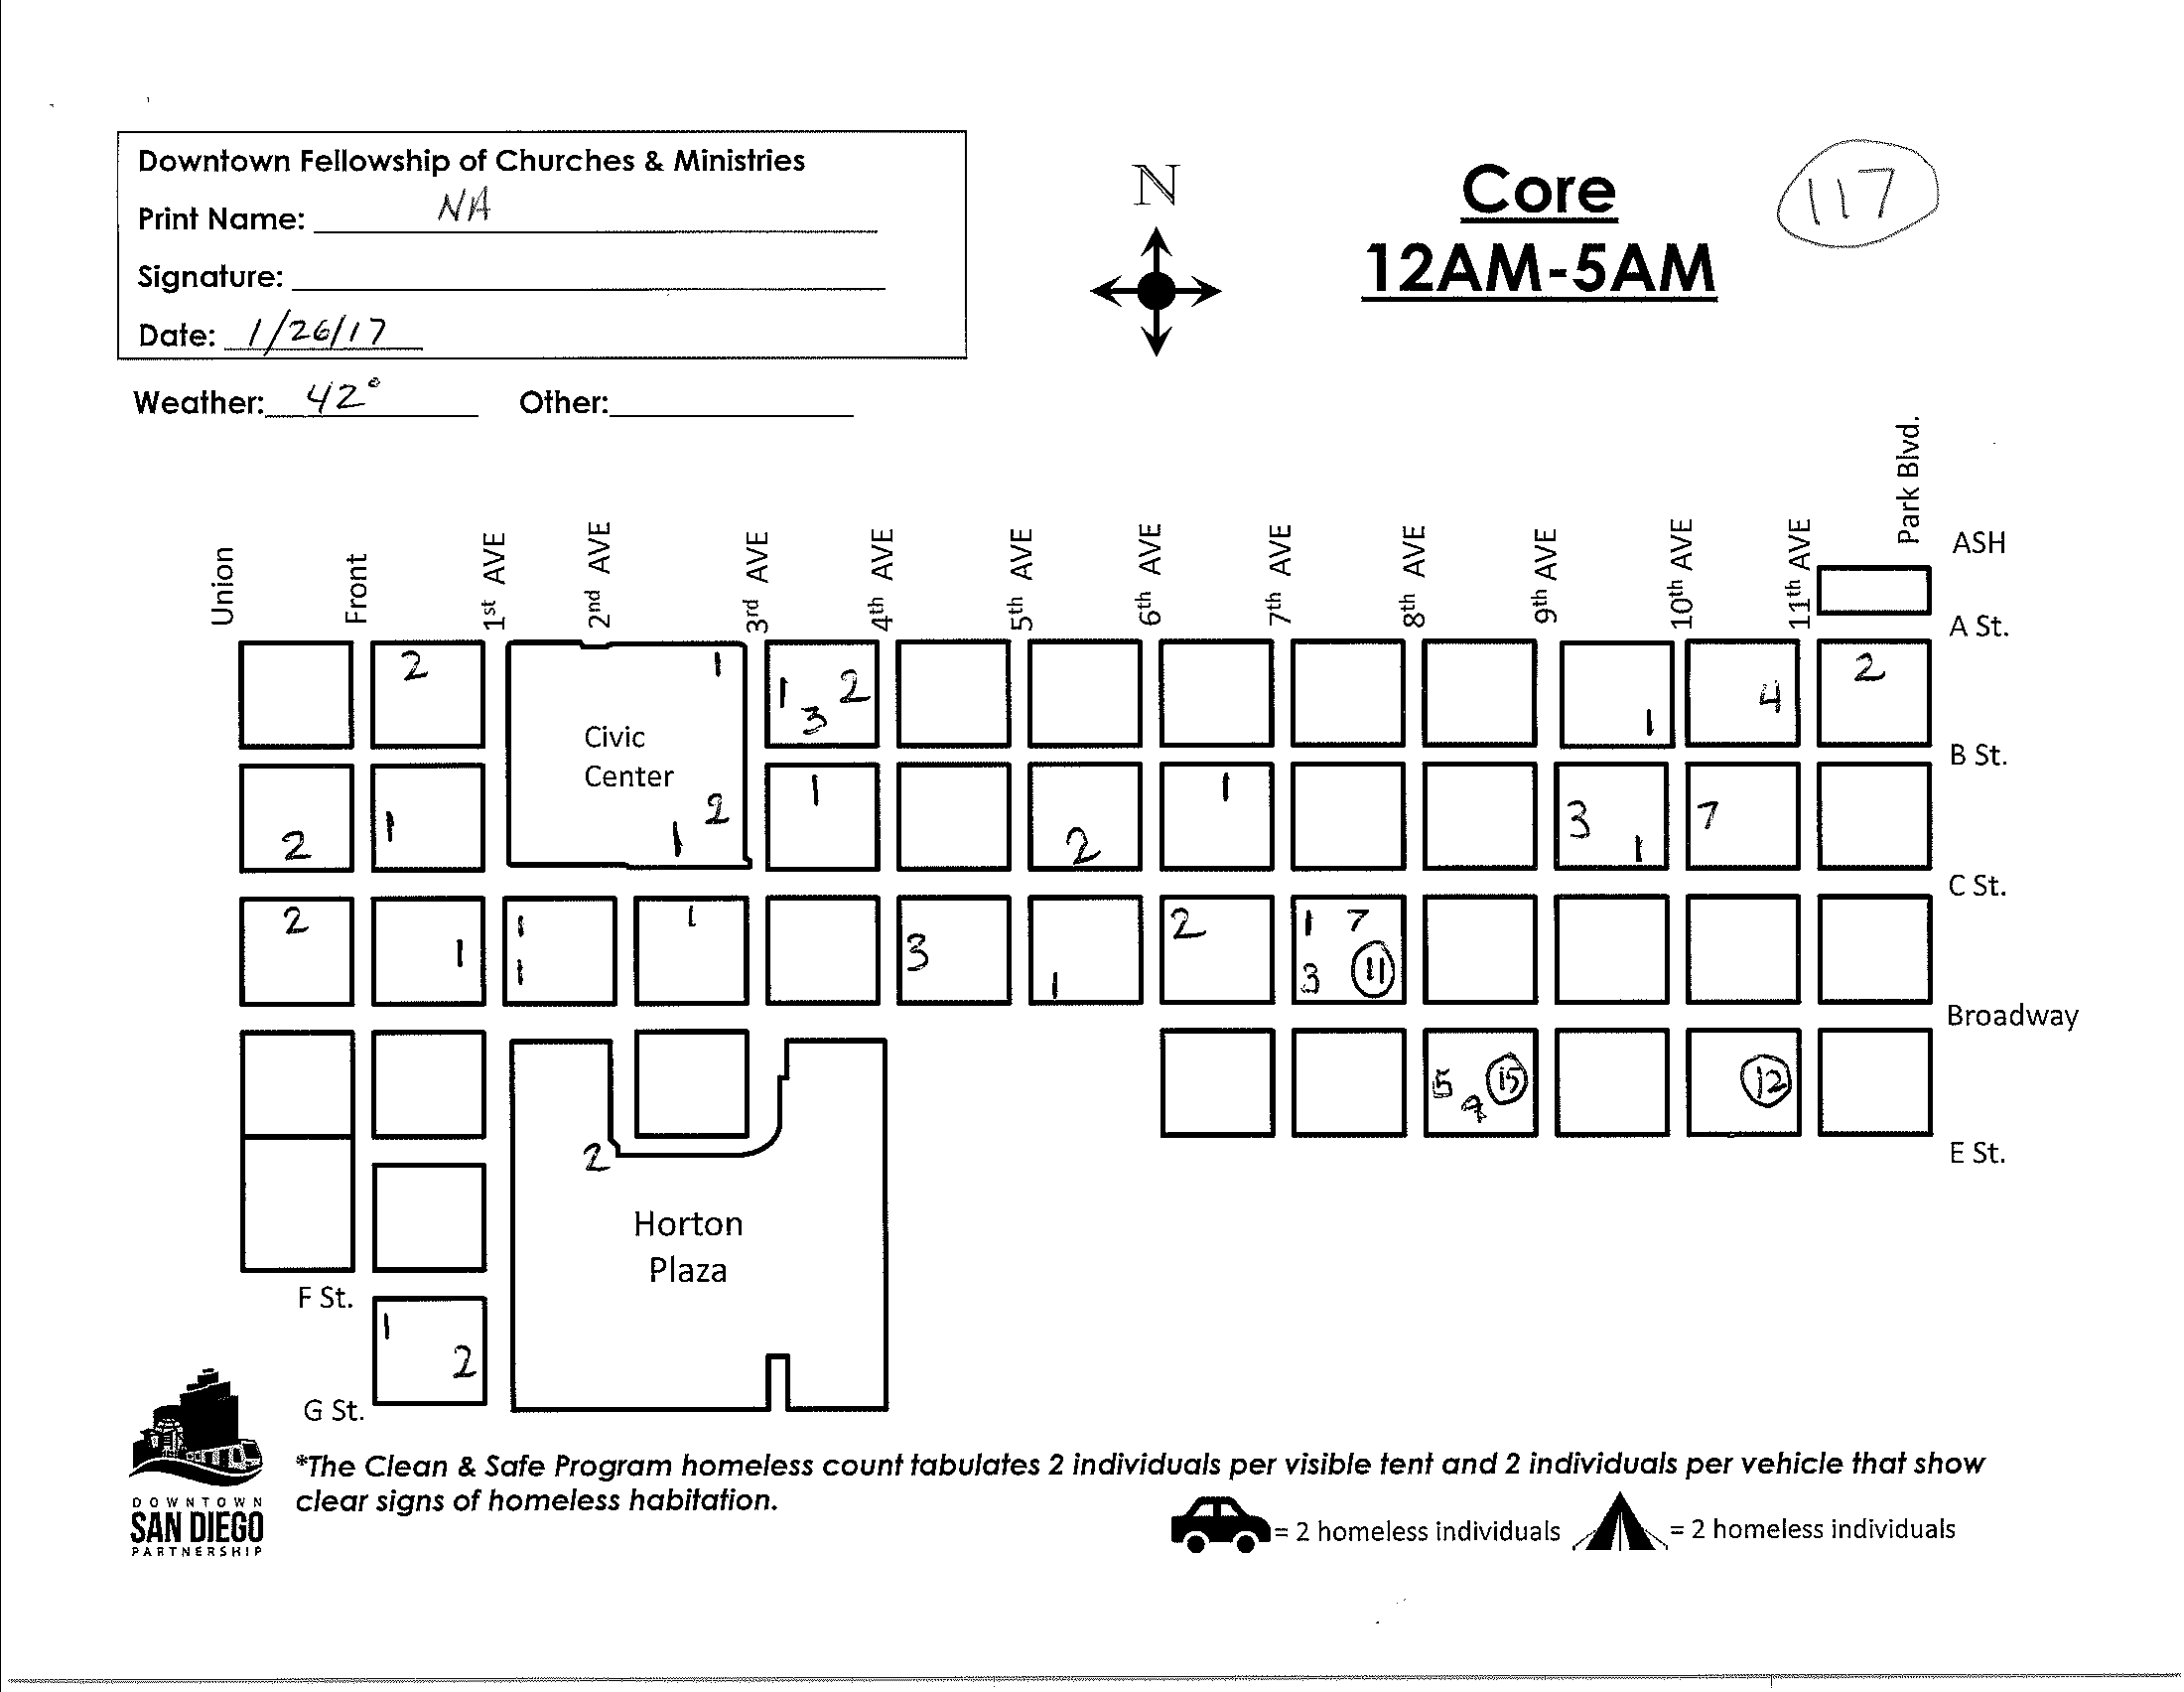 Downtown Fellowship of Churches & Ministries
Print Name: NA
Signature:
Date: 1/26/17
Weather: 42°
Other:
N
Core
12AM-5AM
117
Union
Front
1st AVE
2nd AVE
3rd AVE
4th AVE
5th AVE
6th AVE
7th AVE
8th AVE
9th AVE
10th AVE
11th AVE
Park Blvd.
ASH
A St.
2 1 1 3 2 1 4 2
Civic
Center
B St.
2 1 1 2 1 2 1 3 1 7
C St.
2 1 1 1 1 3 1 2 1 7 3 11
Broadway
5 15 12
E St.
2
Horton
Plaza
F St.
1 2
G St.
*The Clean & Safe Program homeless count tabulates 2 individuals per visible tent and 2 individuals per vehicle that show
clear signs of homeless habitation.
= 2 homeless individuals
= 2 homeless individuals
DOWNTOWN
SAN DIEGO
PARTNERSHIP